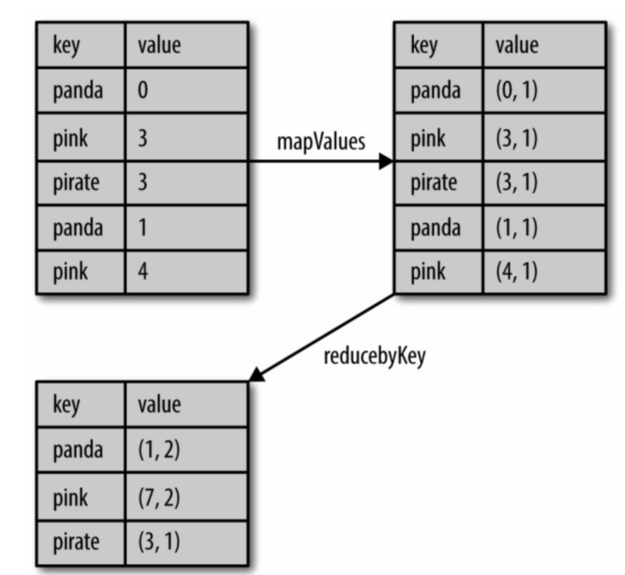 key value
panda 0
pink 3
pirate 3
panda 1
pink 4
mapValues
key value
panda (0, 1)
pink (3, 1)
pirate (3, 1)
panda (1, 1)
pink (4, 1)
reducebyKey
key value
panda (1, 2)
pink (7, 2)
pirate (3, 1)